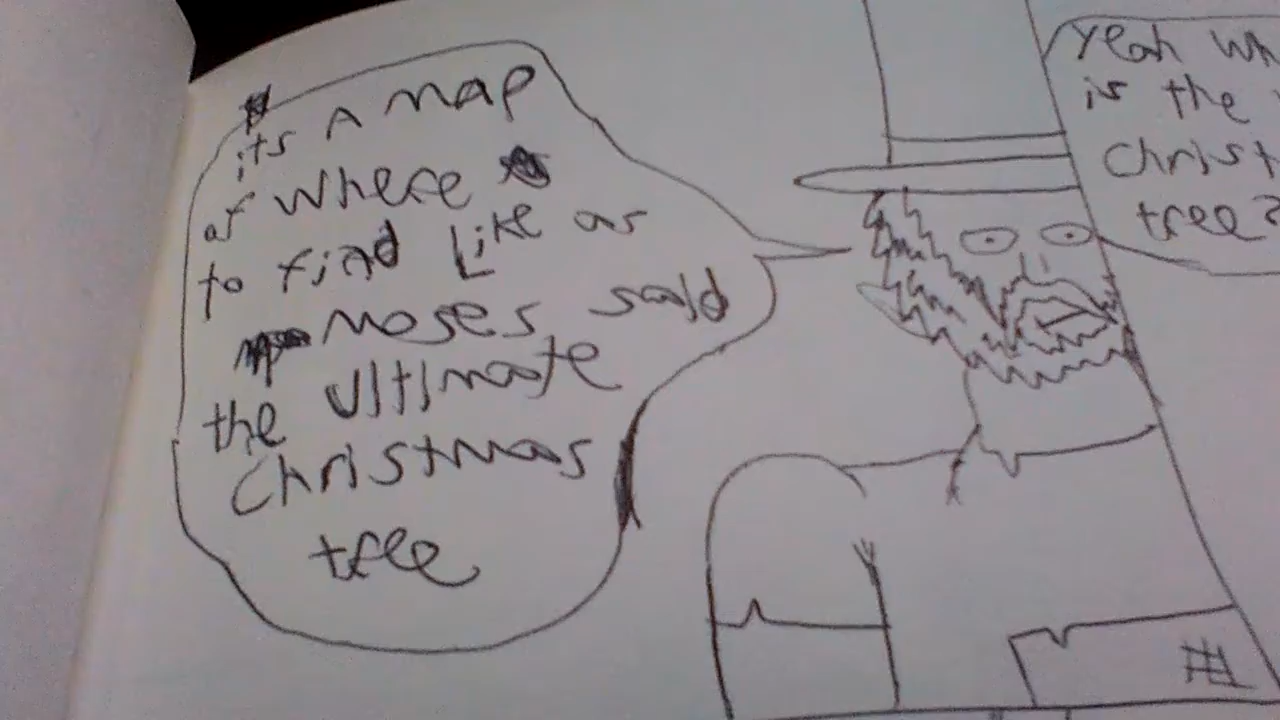 its A map
of where
to find Like as
moses said
the ultimate
christmas
tree
Yeah
is the
christ
tree?